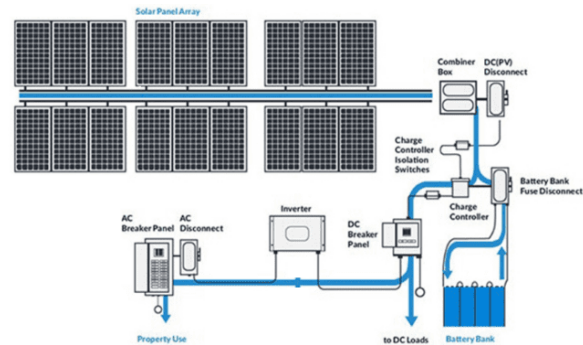 Solar Panel Array
Combiner
Box
DC(PV)
Disconnect
Charge
Controller
Isolation
Switches
Battery Bank
Fuse Disconnect
Charge
Controller
Inverter
DC
Breaker
Panel
AC
Breaker Panel
AC
Disconnect
Property Use
to DC Loads
Battery Bank